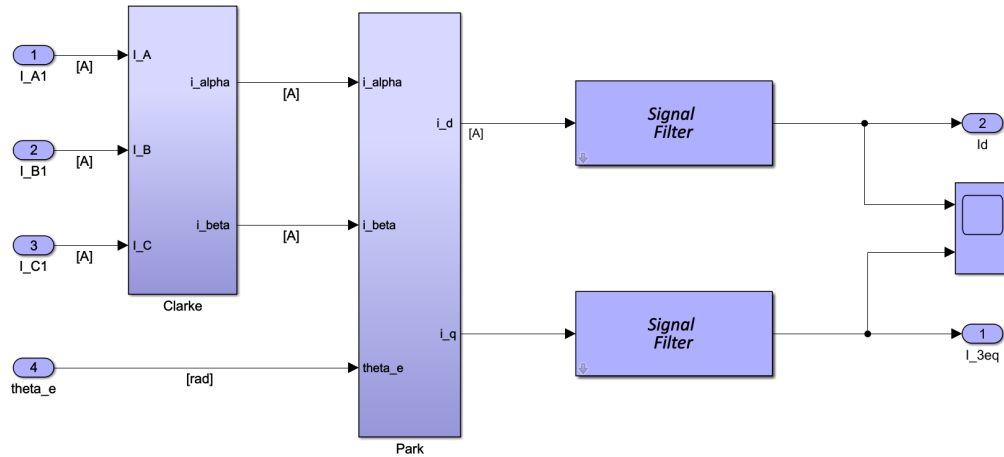 1
I_A1
[A]
2
I_B1
[A]
3
I_C1
[A]
4
theta_e
[rad]
I_A
I_B
I_C
i_alpha
i_beta
Clarke
[A]
[A]
i_alpha
i_beta
theta_e
i_d
i_q
Park
[A]
Signal
Filter
Signal
Filter
2
Id
1
I_3eq